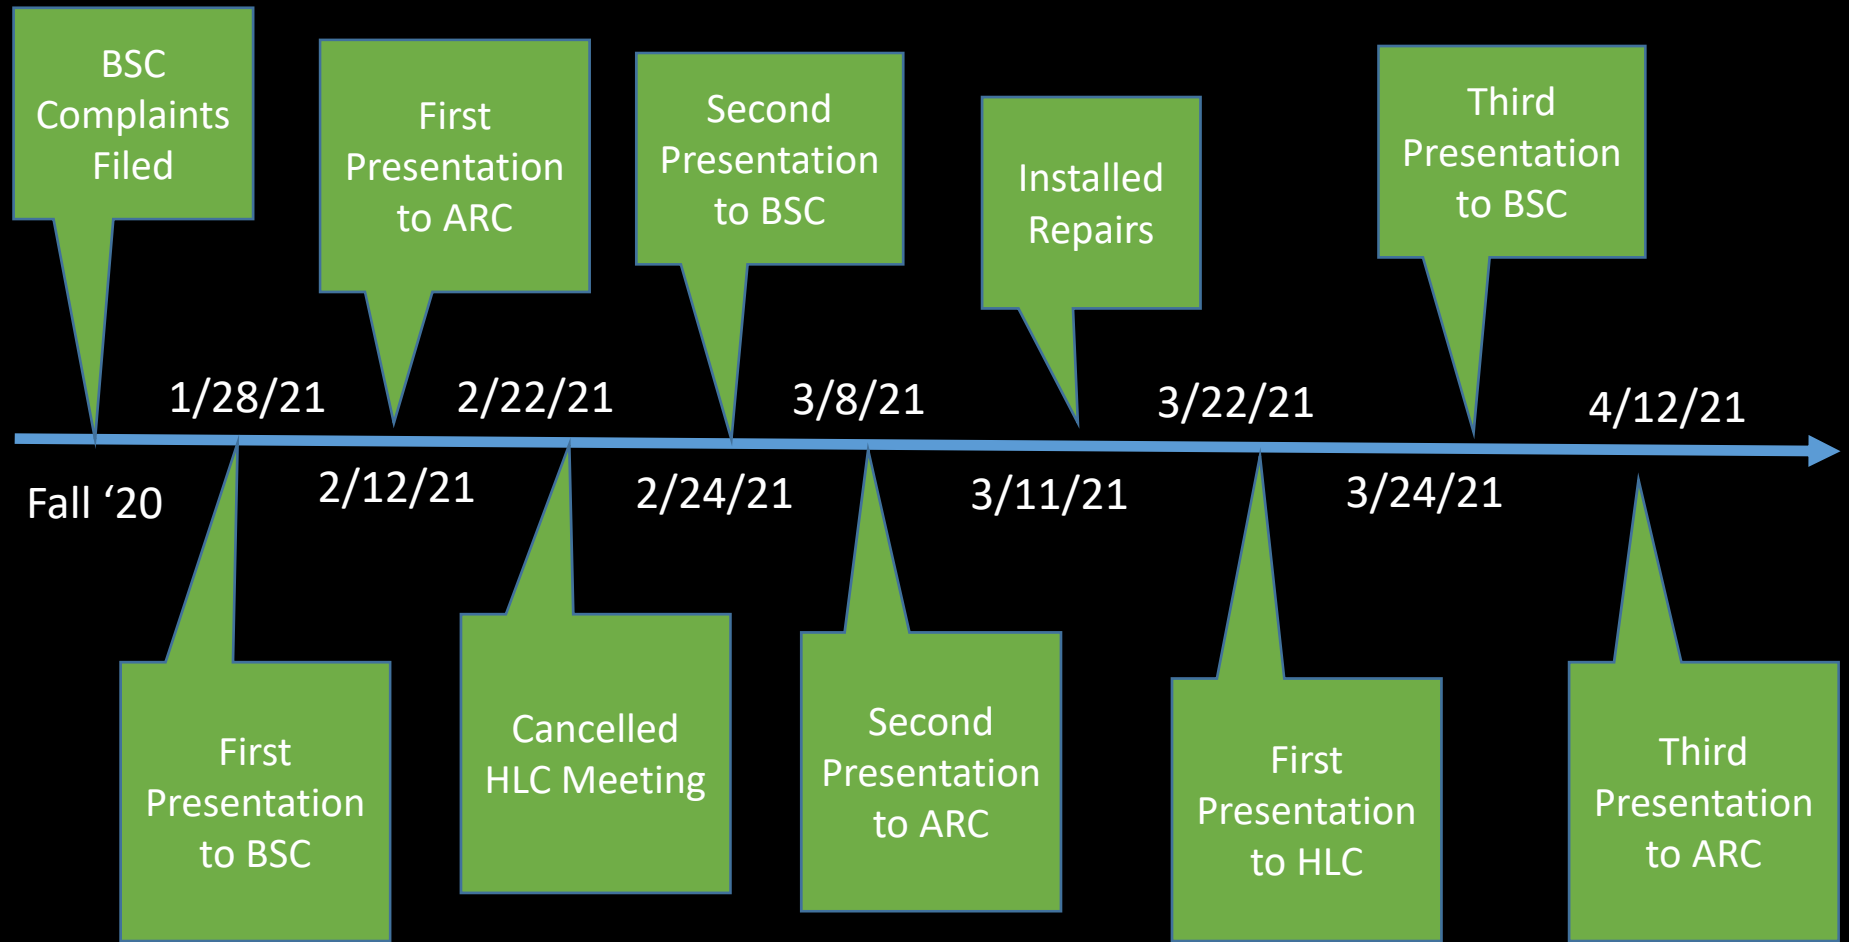 BSC
Complaints
Filed
First
Presentation
to ARC
Second
Presentation
to BSC
Installed
Repairs
Third
Presentation
to BSC
1/28/21
2/22/21
3/8/21
3/22/21
4/12/21
Fall ‘20
2/12/21
2/24/21
3/11/21
3/24/21
First
Presentation
to BSC
Cancelled
HLC Meeting
Second
Presentation
to ARC
First
Presentation
to HLC
Third
Presentation
to ARC